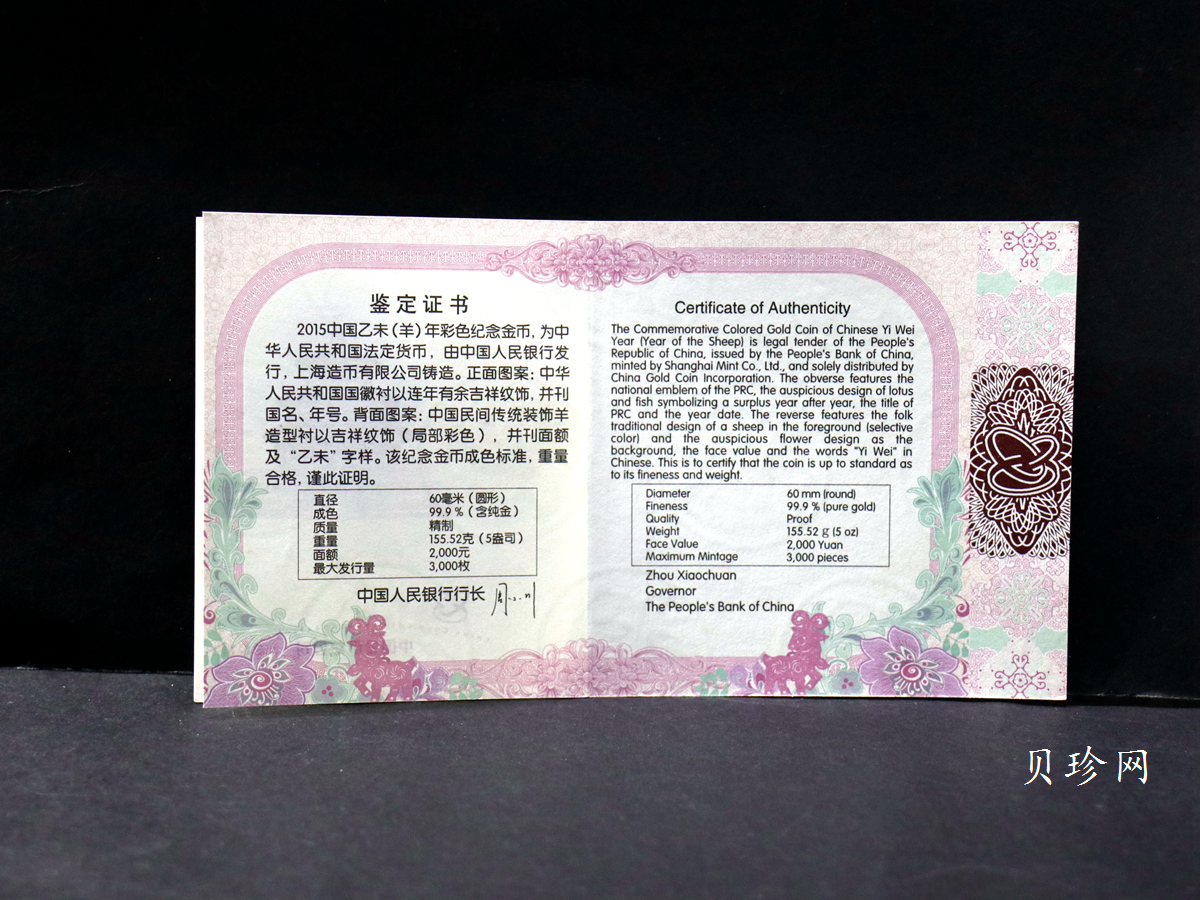 鉴定证书
2015中国乙未(羊)年彩色纪念金币，为中
华人民共和国法定货币，由中国人民银行发
行，上海造币有限公司铸造。正面图案：中华
人民共和国国徽衬以连年有余吉祥纹饰，并刊
国名、年号。背面图案：中国民间传统装饰羊
造型衬以吉祥纹饰(局部彩色)，并刊面额
及“乙未”字样。该纪念金币成色标准，重量
合格，谨此证明。
直径 60毫米(圆形)
成色 99.9%(含纯金)
质量 精制
重量 155.52克(5盎司)
面额 2,000元
最大发行量 3,000枚
中国人民银行行长
Certificate of Authenticity
The Commemorative Colored Gold Coin of Chinese Yi Wei
Year (Year of the Sheep) is legal tender of the People's
Republic of China, issued by the People's Bank of China,
minted by Shanghai Mint Co., Ltd., and solely distributed by
China Gold Coin Incorporation. The obverse features the
national emblem of the PRC, the auspicious design of lotus
and fish symbolizing a surplus year after year, the title of
PRC and the year date. The reverse features the folk
traditional design of a sheep in the foreground (selective
color) and the auspicious flower design as the
background, the face value and the words "Yi Wei" in
Chinese. This is to certify that the coin is up to standard as
to its fineness and weight.
Diameter 60 mm (round)
Fineness 99.9 % (pure gold)
Quality Proof
Weight 155.52 g (5 oz)
Face Value 2,000 Yuan
Maximum Mintage 3,000 pieces
Zhou Xiaochuan
Governor
The People's Bank of China
贝珍网